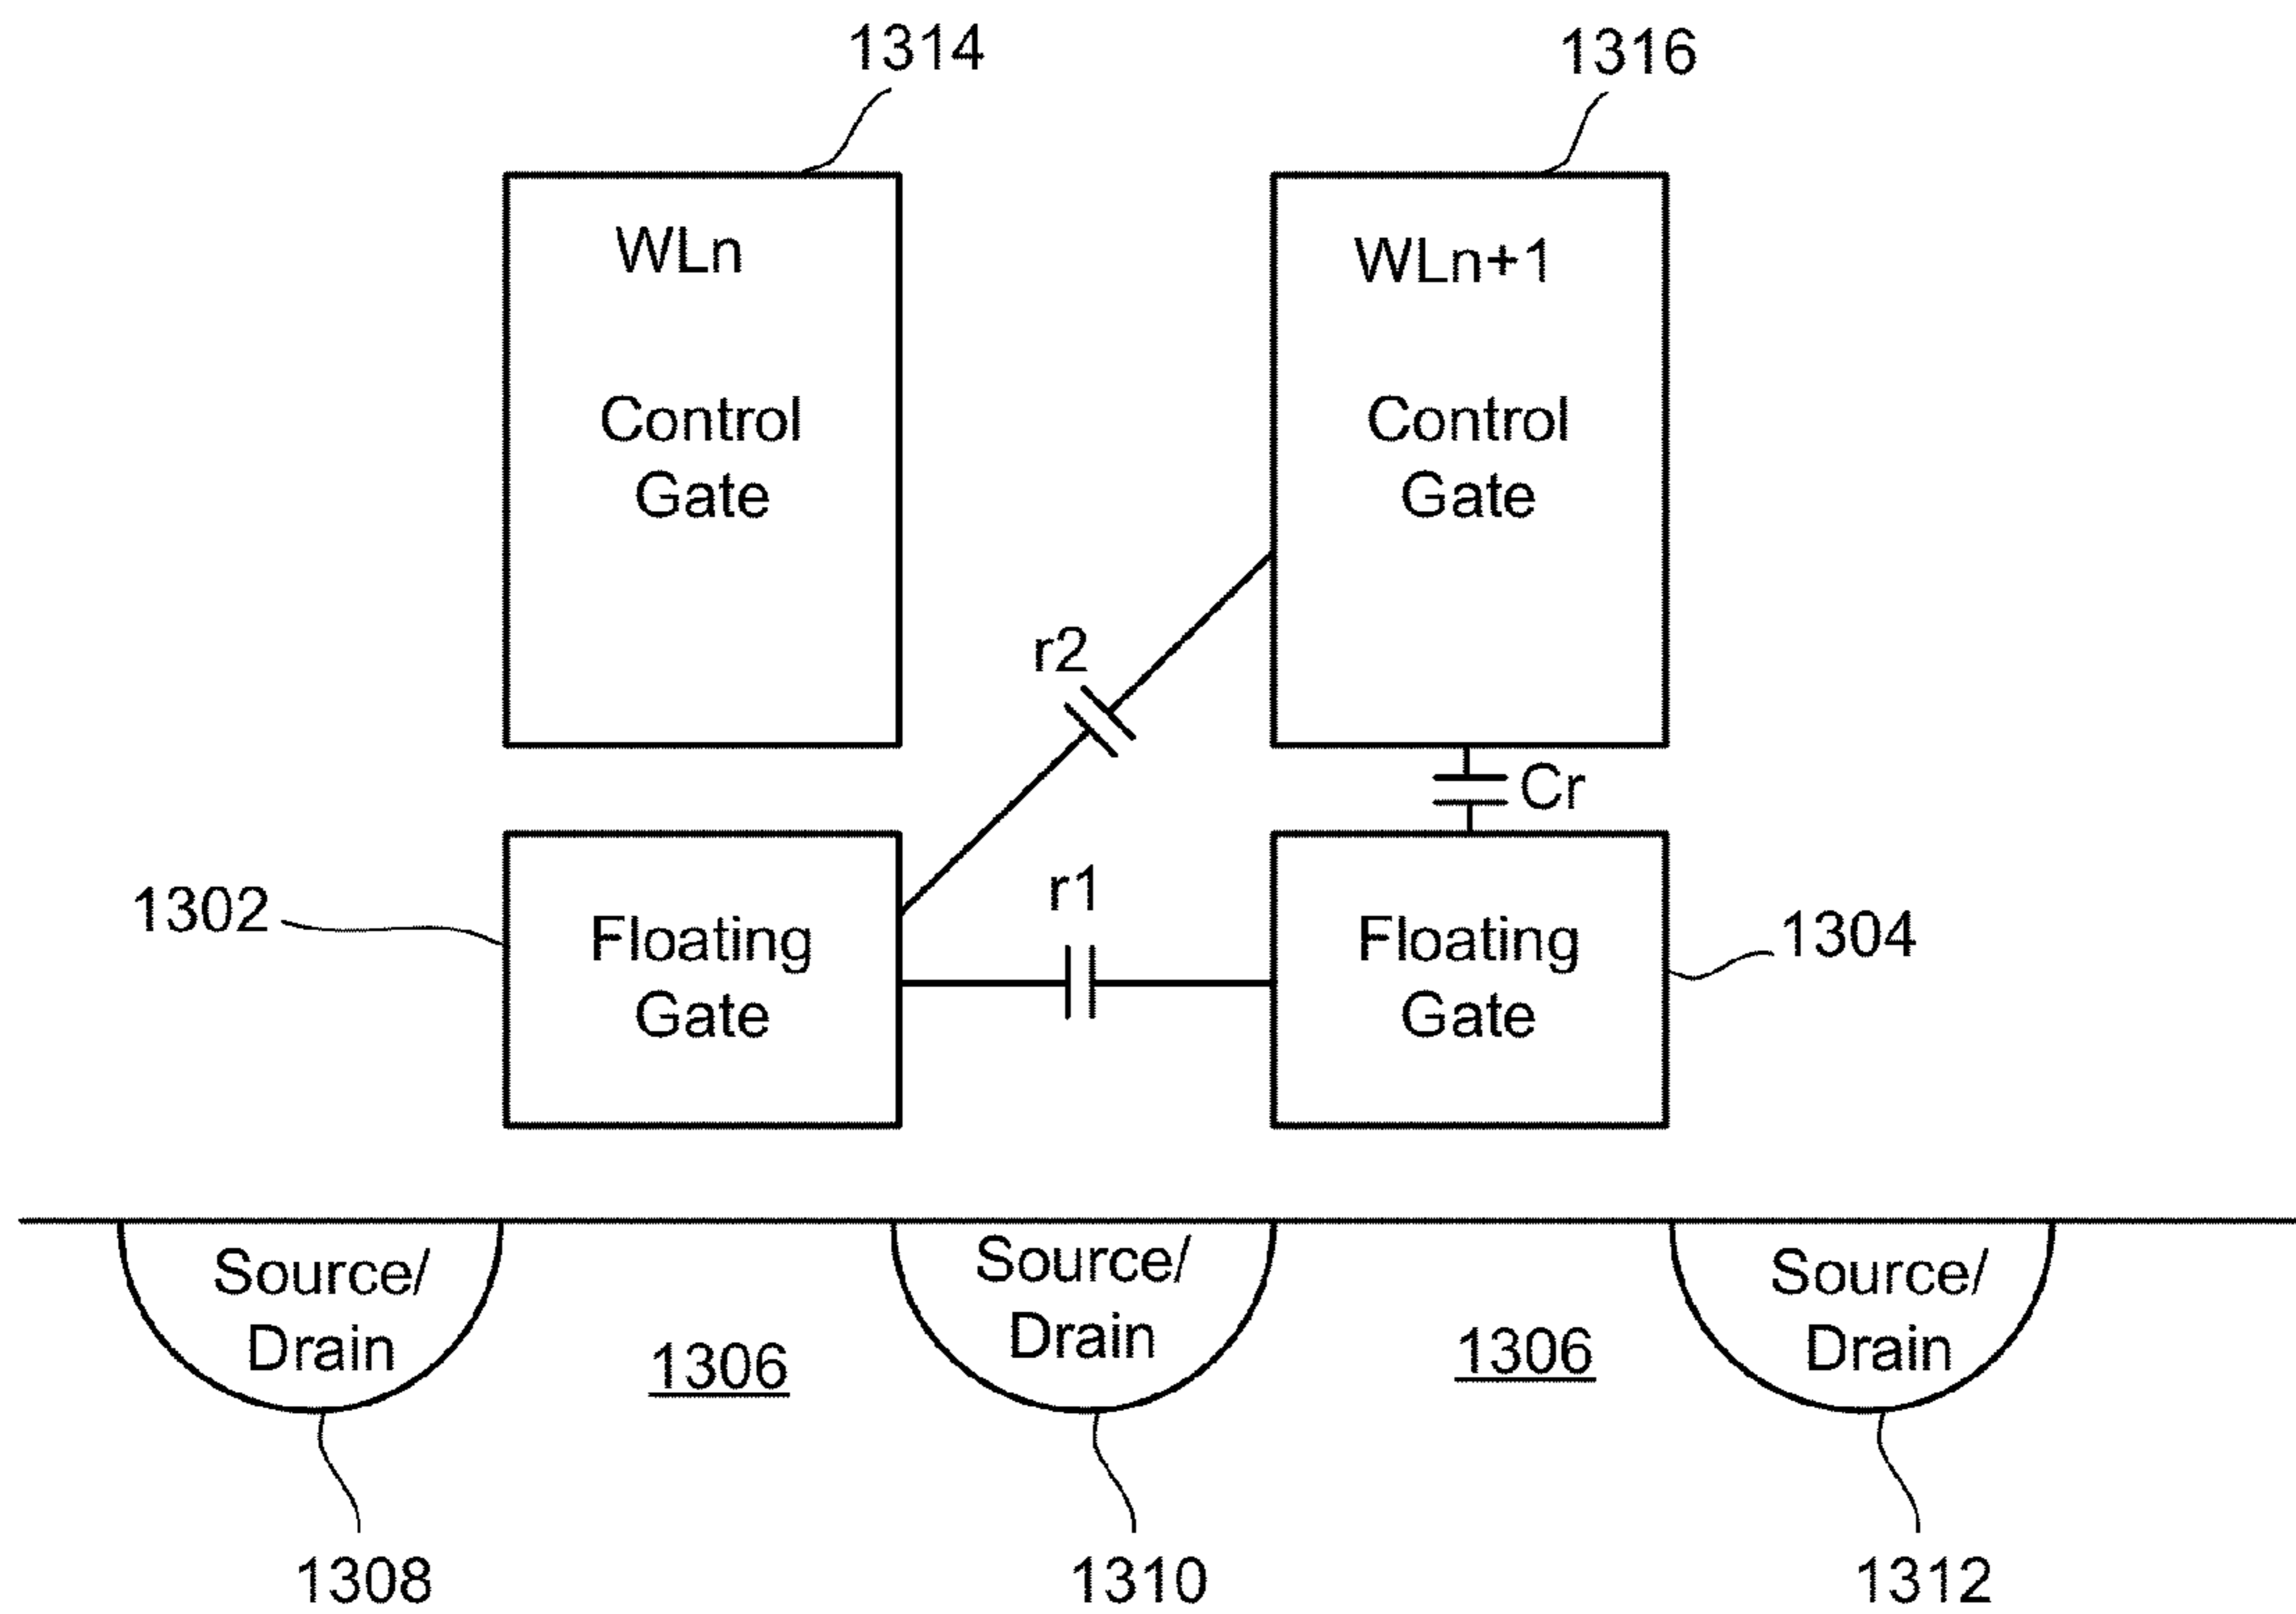 1314
1316
WLn
Control
Gate
WLn+1
Control
Gate
r2
Cr
1302
Floating
Gate
r1
Floating
Gate
1304
Source/
Drain
1306
Source/
Drain
1306
Source/
Drain
1308
1310
1312